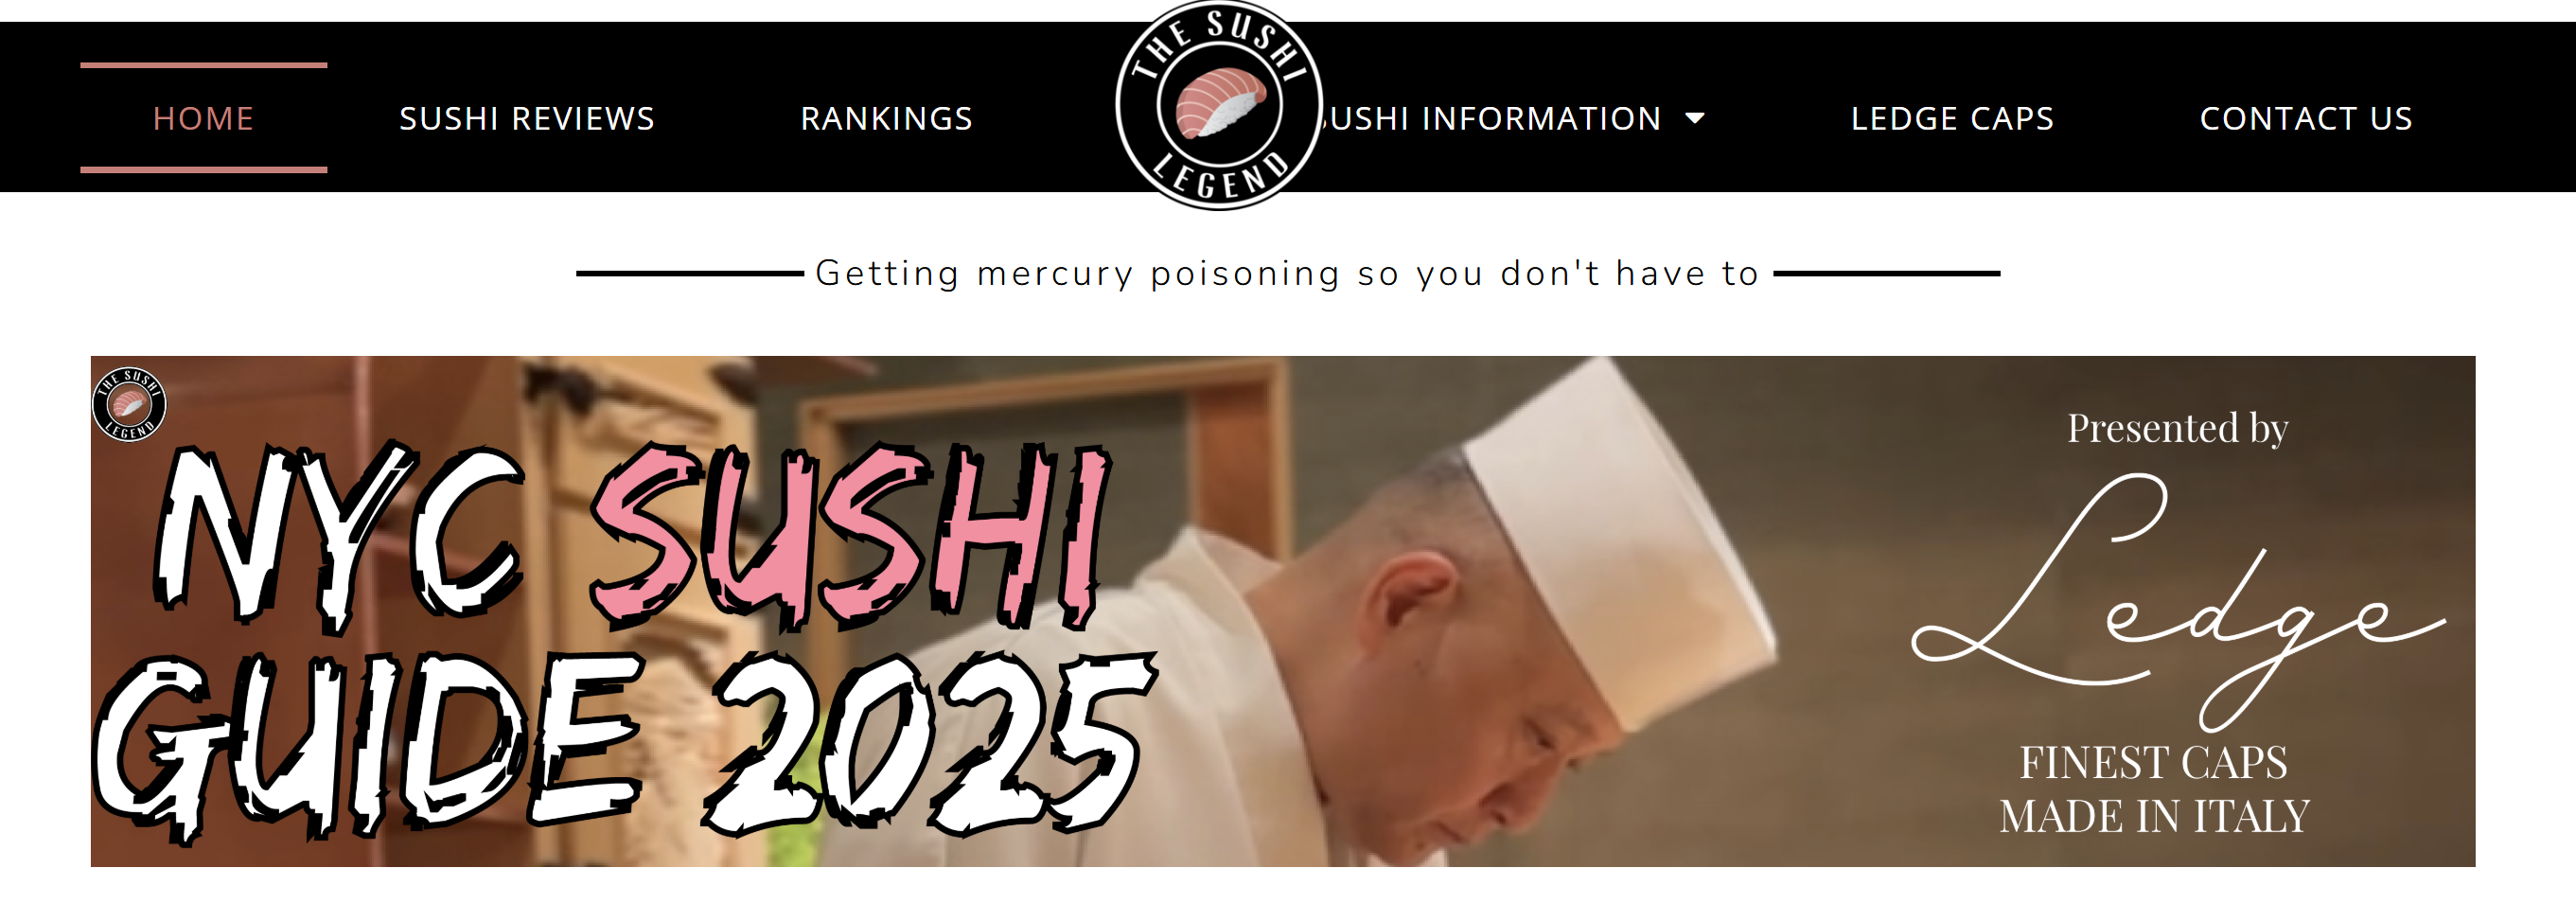 THE SUSHI
LEGEND
HOME SUSHI REVIEWS RANKINGS USHI INFORMATION LEDGE CAPS CONTACT US
Getting mercury poisoning so you don't have to
THE SUSHI
LEGEND
NYC SUSHI
GUIDE 2025
Presented by
Ledge
FINEST CAPS
MADE IN ITALY